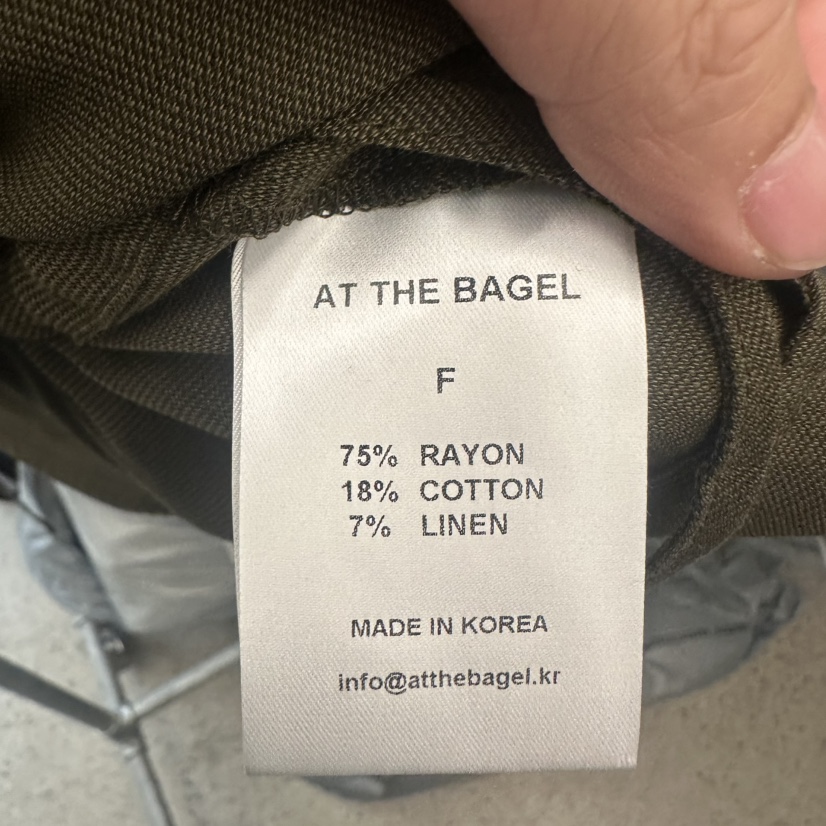 AT THE BAGEL
F
75% RAYON
18% COTTON
7% LINEN
MADE IN KOREA
info@atthebagel.kr